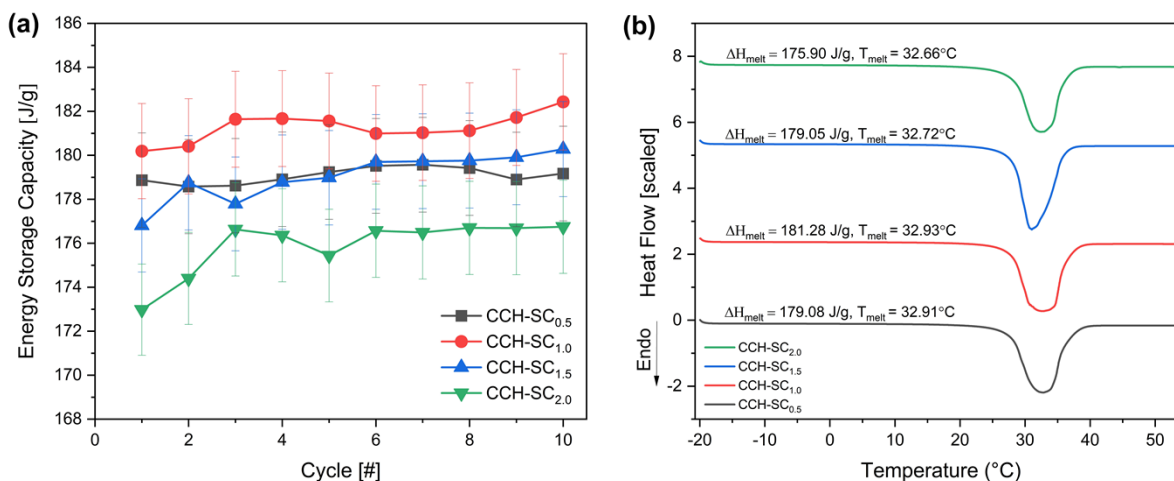 (a)
Energy Storage Capacity [J/g]
186
184
182
180
178
176
174
172
170
168
0
2
4
6
8
10
Cycle [#]
CCH-SC0.5
CCH-SC1.0
CCH-SC1.5
CCH-SC2.0
(b)
Heat Flow [scaled]
Endo
8
6
4
2
0
-2
ΔHmelt = 175.90 J/g, Tmelt = 32.66°C
ΔHmelt = 179.05 J/g, Tmelt = 32.72°C
ΔHmelt = 181.28 J/g, Tmelt = 32.93°C
ΔHmelt = 179.08 J/g, Tmelt = 32.91°C
CCH-SC2.0
CCH-SC1.5
CCH-SC1.0
CCH-SC0.5
-20
-10
0
10
20
30
40
50
Temperature (°C)